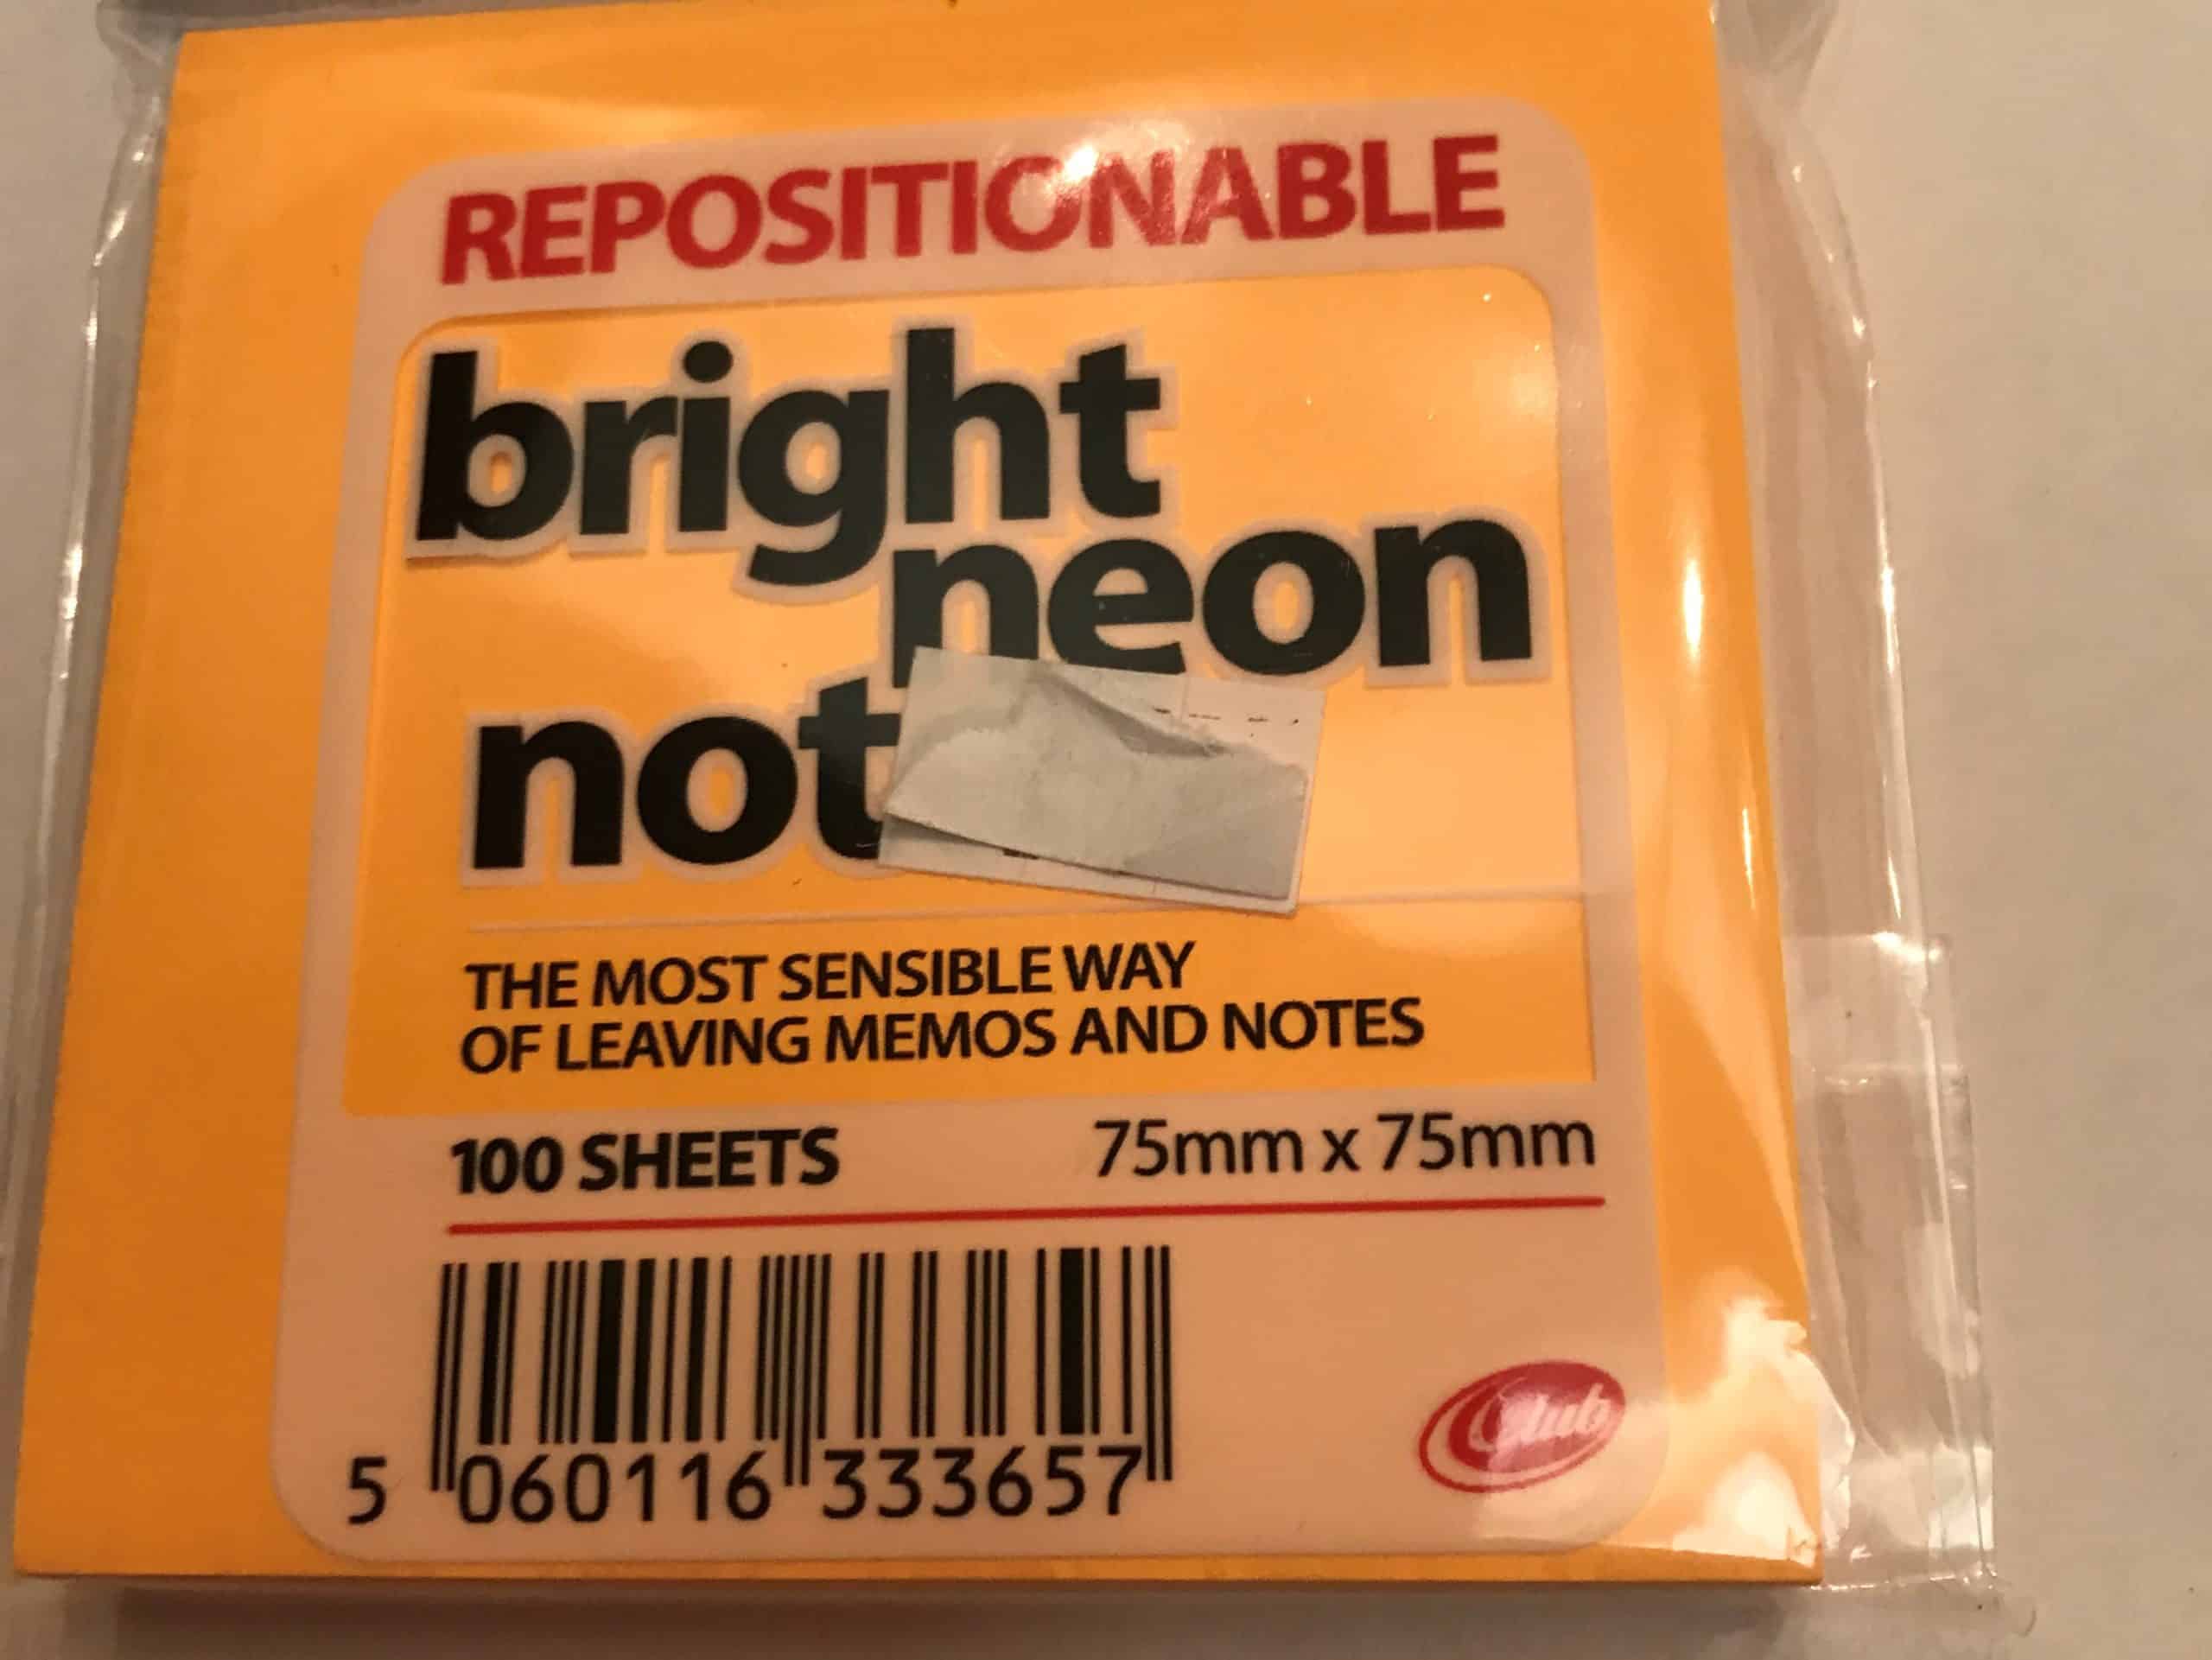 REPOSITIONABLE
bright
neon
not
THE MOST SENSIBLE WAY
OF LEAVING MEMOS AND NOTES
100 SHEETS 75mm x 75mm
5 060116 333657
Club